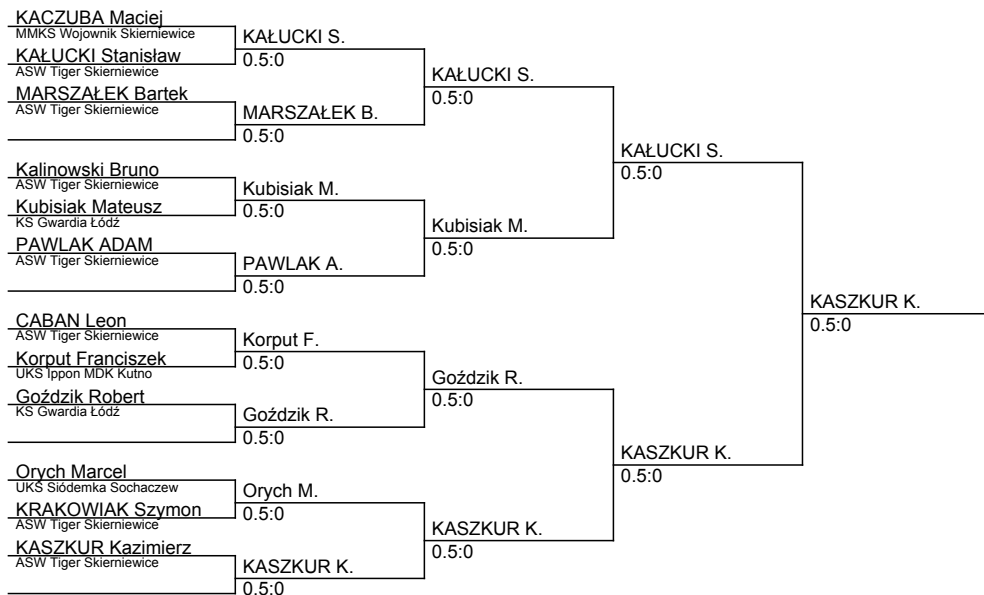 KACZUBA Maciej
MMKS Wojownik Skierniewice
KAŁUCKI Stanisław
ASW Tiger Skierniewice
MARSZAŁEK Bartek
ASW Tiger Skierniewice
Kalinowski Bruno
ASW Tiger Skierniewice
Kubisiak Mateusz
KS Gwardia Łódź
PAWLAK ADAM
ASW Tiger Skierniewice
CABAN Leon
ASW Tiger Skierniewice
Korput Franciszek
UKS Ippon MDK Kutno
Goździk Robert
KS Gwardia Łódź
Orych Marcel
UKS Siódemka Sochaczew
KRAKOWIAK Szymon
ASW Tiger Skierniewice
KASZKUR Kazimierz
ASW Tiger Skierniewice
KAŁUCKI S.
0.5:0
MARSZAŁEK B.
0.5:0
Kubisiak M.
0.5:0
PAWLAK A.
0.5:0
Korput F.
0.5:0
Goździk R.
0.5:0
Orych M.
0.5:0
KASZKUR K.
0.5:0
KAŁUCKI S.
0.5:0
Kubisiak M.
0.5:0
Goździk R.
0.5:0
KASZKUR K.
0.5:0
KAŁUCKI S.
0.5:0
KASZKUR K.
0.5:0
KASZKUR K.
0.5:0